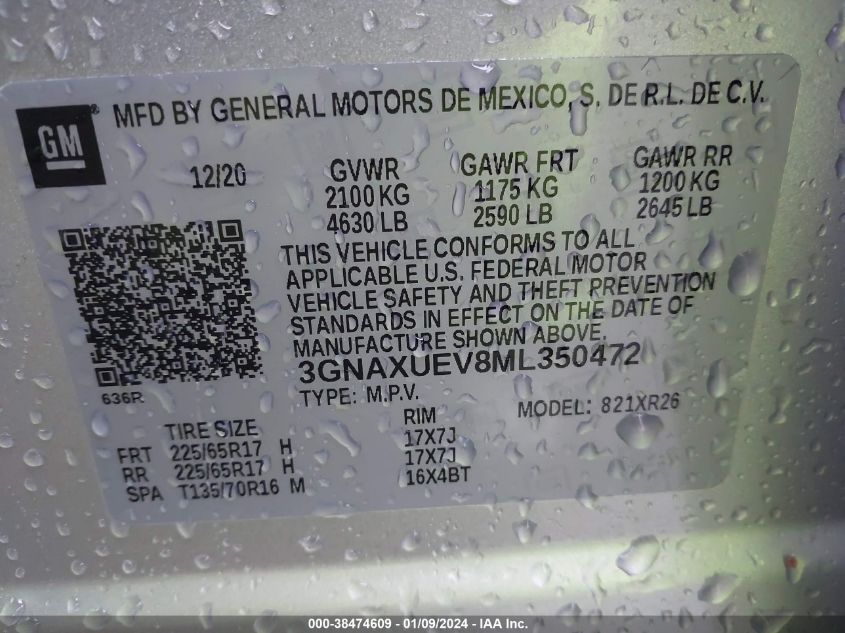 GM®
MFD BY GENERAL MOTORS DE MEXICO, S. DE R.L. DE C.V.
12/20 GVWR GAWR FRT GAWR RR
2100 KG 1175 KG 1200 KG
4630 LB 2590 LB 2645 LB
THIS VEHICLE CONFORMS TO ALL
APPLICABLE U.S. FEDERAL MOTOR
VEHICLE SAFETY AND THEFT PREVENTION
STANDARDS IN EFFECT ON THE DATE OF
MANUFACTURE SHOWN ABOVE.
3GNAXUEV8ML350472
636R
TYPE: M.P.V. MODEL: 821XR26
TIRE SIZE RIM
FRT 225/65R17 H 17X7J
RR 225/65R17 H 17X7J
SPA T135/70R16 M 16X4BT
000-38474609 - 01/09/2024 - IAA Inc.